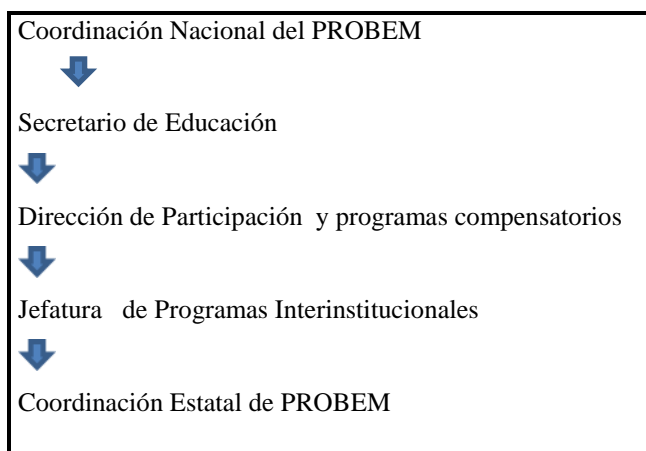 Coordinación Nacional del PROBEM
Secretario de Educación
Dirección de Participación y programas compensatorios
Jefatura de Programas Interinstitucionales
Coordinación Estatal de PROBEM